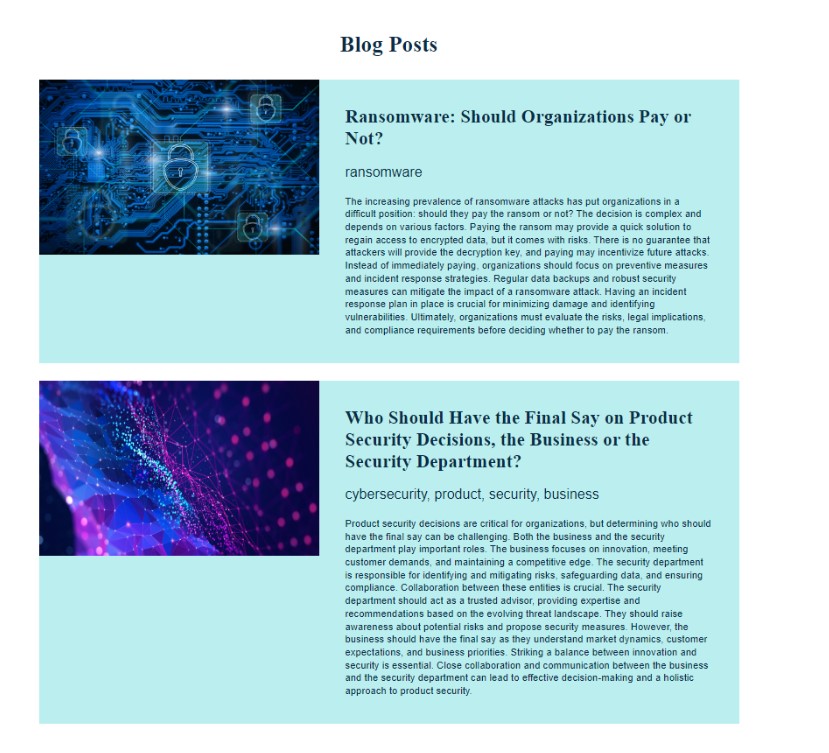 Blog Posts
Ransomware: Should Organizations Pay or
Not?
ransomware
The increasing prevalence of ransomware attacks has put organizations in a
difficult position: should they pay the ransom or not? The decision is complex and
depends on various factors. Paying the ransom may provide a quick solution to
regain access to encrypted data, but it comes with risks. There is no guarantee that
attackers will provide the decryption key, and paying may incentivize future attacks.
Instead of immediately paying, organizations should focus on preventive measures
and incident response strategies. Regular data backups and robust security
measures can mitigate the impact of a ransomware attack. Having an incident
response plan in place is crucial for minimizing damage and identifying
vulnerabilities. Ultimately, organizations must evaluate the risks, legal implications,
and compliance requirements before deciding whether to pay the ransom.
Who Should Have the Final Say on Product
Security Decisions, the Business or the
Security Department?
cybersecurity, product, security, business
Product security decisions are critical for organizations, but determining who should
have the final say can be challenging. Both the business and the security
department play important roles. The business focuses on innovation, meeting
customer demands, and maintaining a competitive edge. The security department
is responsible for identifying and mitigating risks, safeguarding data, and ensuring
compliance. Collaboration between these entities is crucial. The security
department should act as a trusted advisor, providing expertise and
recommendations based on the evolving threat landscape. They should raise
awareness about potential risks and propose security measures. However, the
business should have the final say as they understand market dynamics, customer
expectations, and business priorities. Striking a balance between innovation and
security is essential. Close collaboration and communication between the business
and the security department can lead to effective decision-making and a holistic
approach to product security.